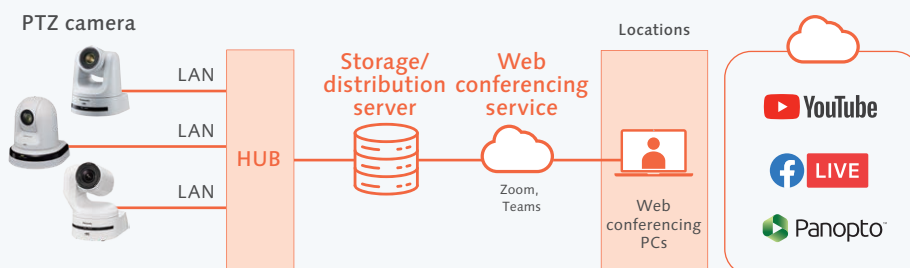 PTZ camera
LAN
LAN
LAN
HUB
Storage/
distribution
server
Web
conferencing
service
Zoom,
Teams
Locations
Web
conferencing
PCs
YouTube
f LIVE
Panopto™